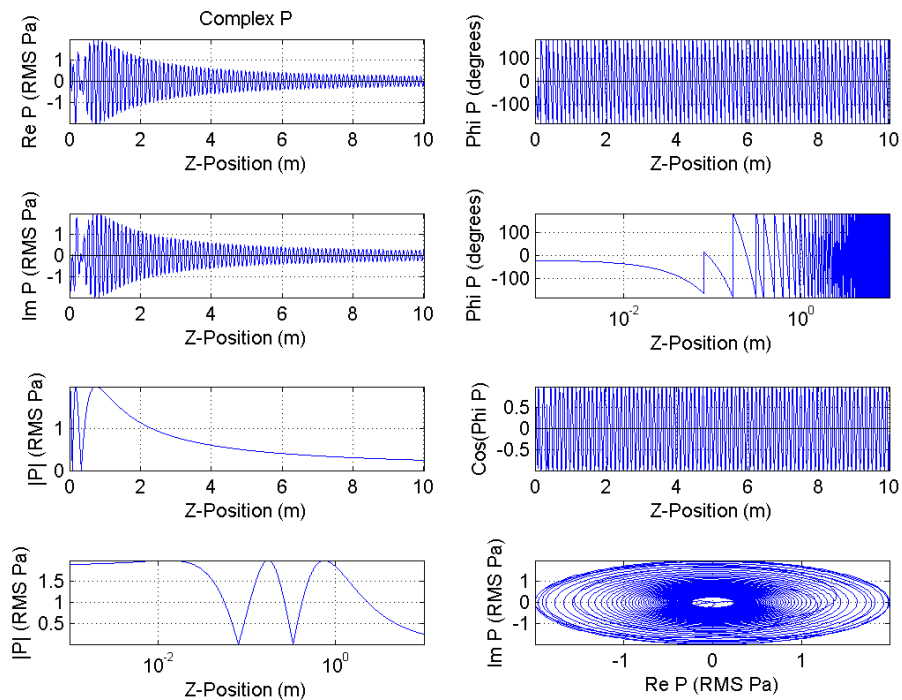 Complex P
Re P (RMS Pa)
1
0
-1
0 2 4 6 8 10
Z-Position (m)
Phi P (degrees)
100
0
-100
0 2 4 6 8 10
Z-Position (m)
Im P (RMS Pa)
1
0
-1
0 2 4 6 8 10
Z-Position (m)
Phi P (degrees)
100
0
-100
10^-2 10^0
Z-Position (m)
|P| (RMS Pa)
1
0
0 2 4 6 8 10
Z-Position (m)
Cos(Phi P)
0.5
0
-0.5
0 2 4 6 8 10
Z-Position (m)
|P| (RMS Pa)
1.5
1
0.5
10^-2 10^0
Z-Position (m)
Im P (RMS Pa)
1
0
-1
-1 0 1
Re P (RMS Pa)